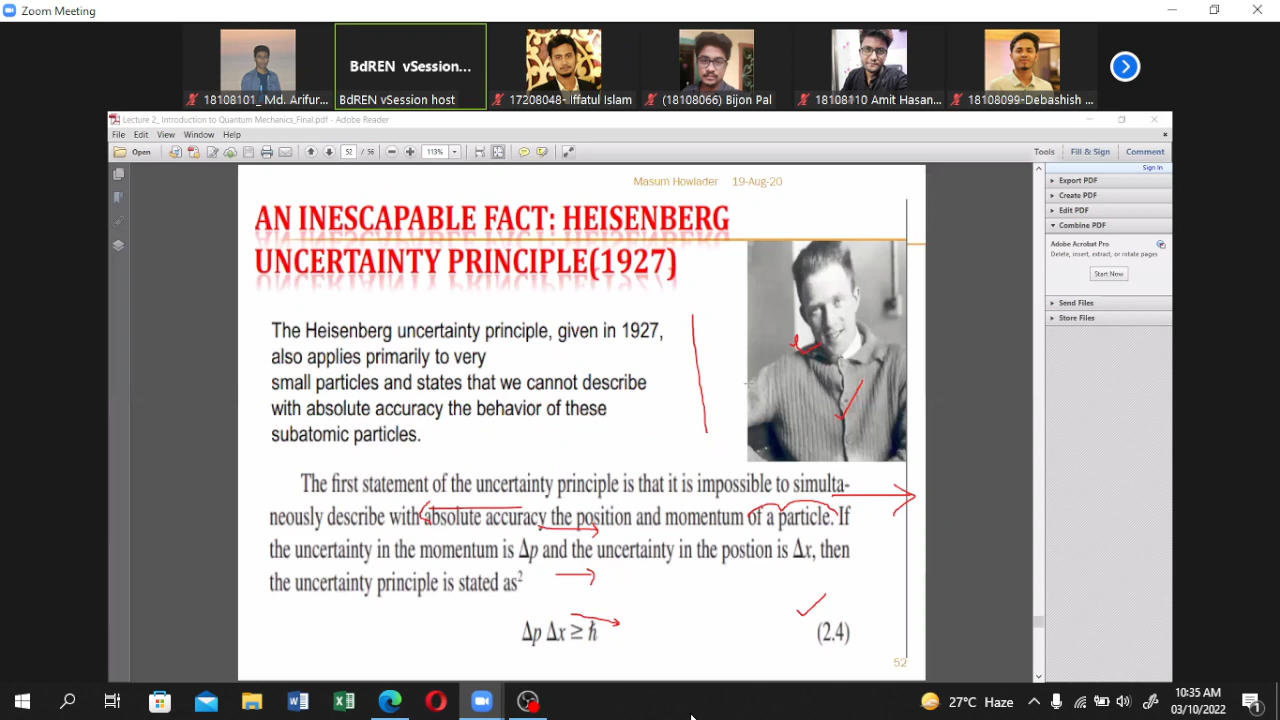 Zoom Meeting
BdREN vSession...
18108101_ Md. Arifur...
BdREN vSession host
17208048- Iffatul Islam
(18108066) Bijon Pal
18108110 Amit Hasan...
18108099-Debashish ...
Lecture 2_ Introduction to Quantum Mechanics_Final.pdf - Adobe Reader
File Edit View Window Help
Open 52 / 56 113% Tools Fill & Sign Comment
Sign In
Export PDF
Create PDF
Edit PDF
Combine PDF
Adobe Acrobat Pro
Delete, insert, extract, or rotate pages
Start Now
Send Files
Store Files
Masum Howlader 19-Aug-20
AN INESCAPABLE FACT: HEISENBERG
UNCERTAINTY PRINCIPLE(1927)
The Heisenberg uncertainty principle, given in 1927,
also applies primarily to very
small particles and states that we cannot describe
with absolute accuracy the behavior of these
subatomic particles.
The first statement of the uncertainty principle is that it is impossible to simulta-
neously describe with absolute accuracy the position and momentum of a particle. If
the uncertainty in the momentum is Δp and the uncertainty in the postion is Δx, then
the uncertainty principle is stated as²
Δp Δx ≥ ℏ (2.4)
52
27°C Haze
10:35 AM
03/10/2022
1